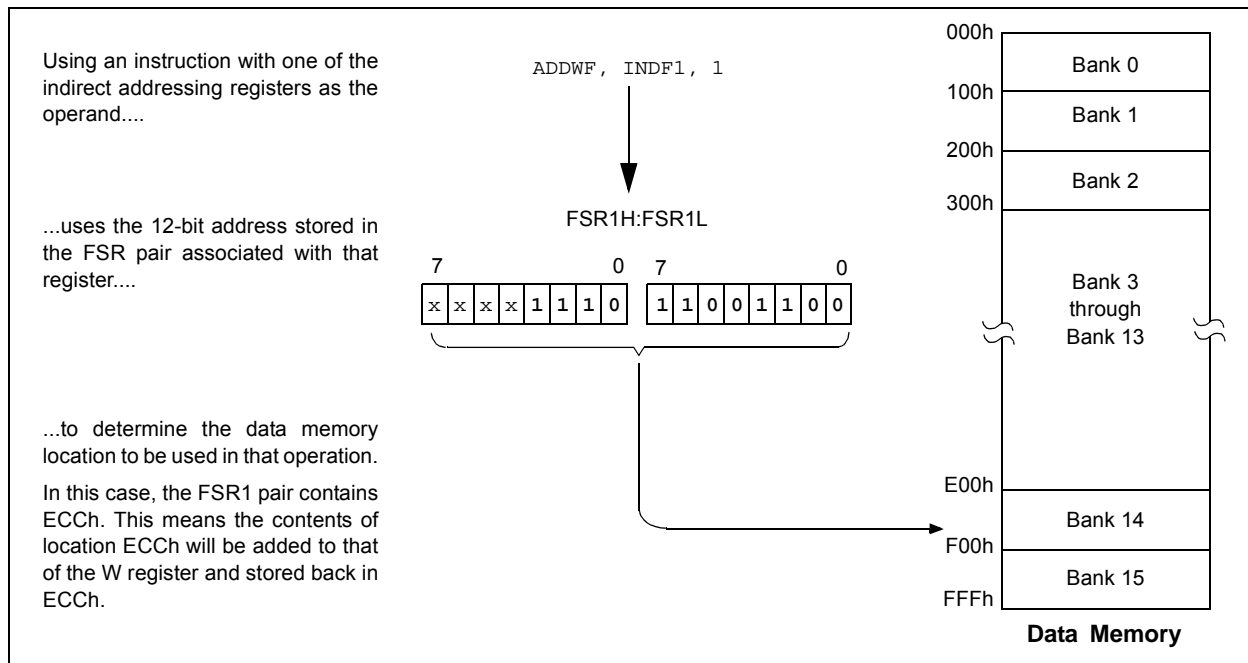 Using an instruction with one of the
indirect addressing registers as the
operand....
ADDWF, INDF1, 1
...uses the 12-bit address stored in
the FSR pair associated with that
register....
FSR1H:FSR1L
7 0 7 0
x x x x 1 1 1 0 1 1 0 0 1 1 0 0
...to determine the data memory
location to be used in that operation.
In this case, the FSR1 pair contains
ECCh. This means the contents of
location ECCh will be added to that
of the W register and stored back in
ECCh.
000h
Bank 0
100h
Bank 1
200h
Bank 2
300h
Bank 3
through
Bank 13
E00h
Bank 14
F00h
Bank 15
FFFh
Data Memory